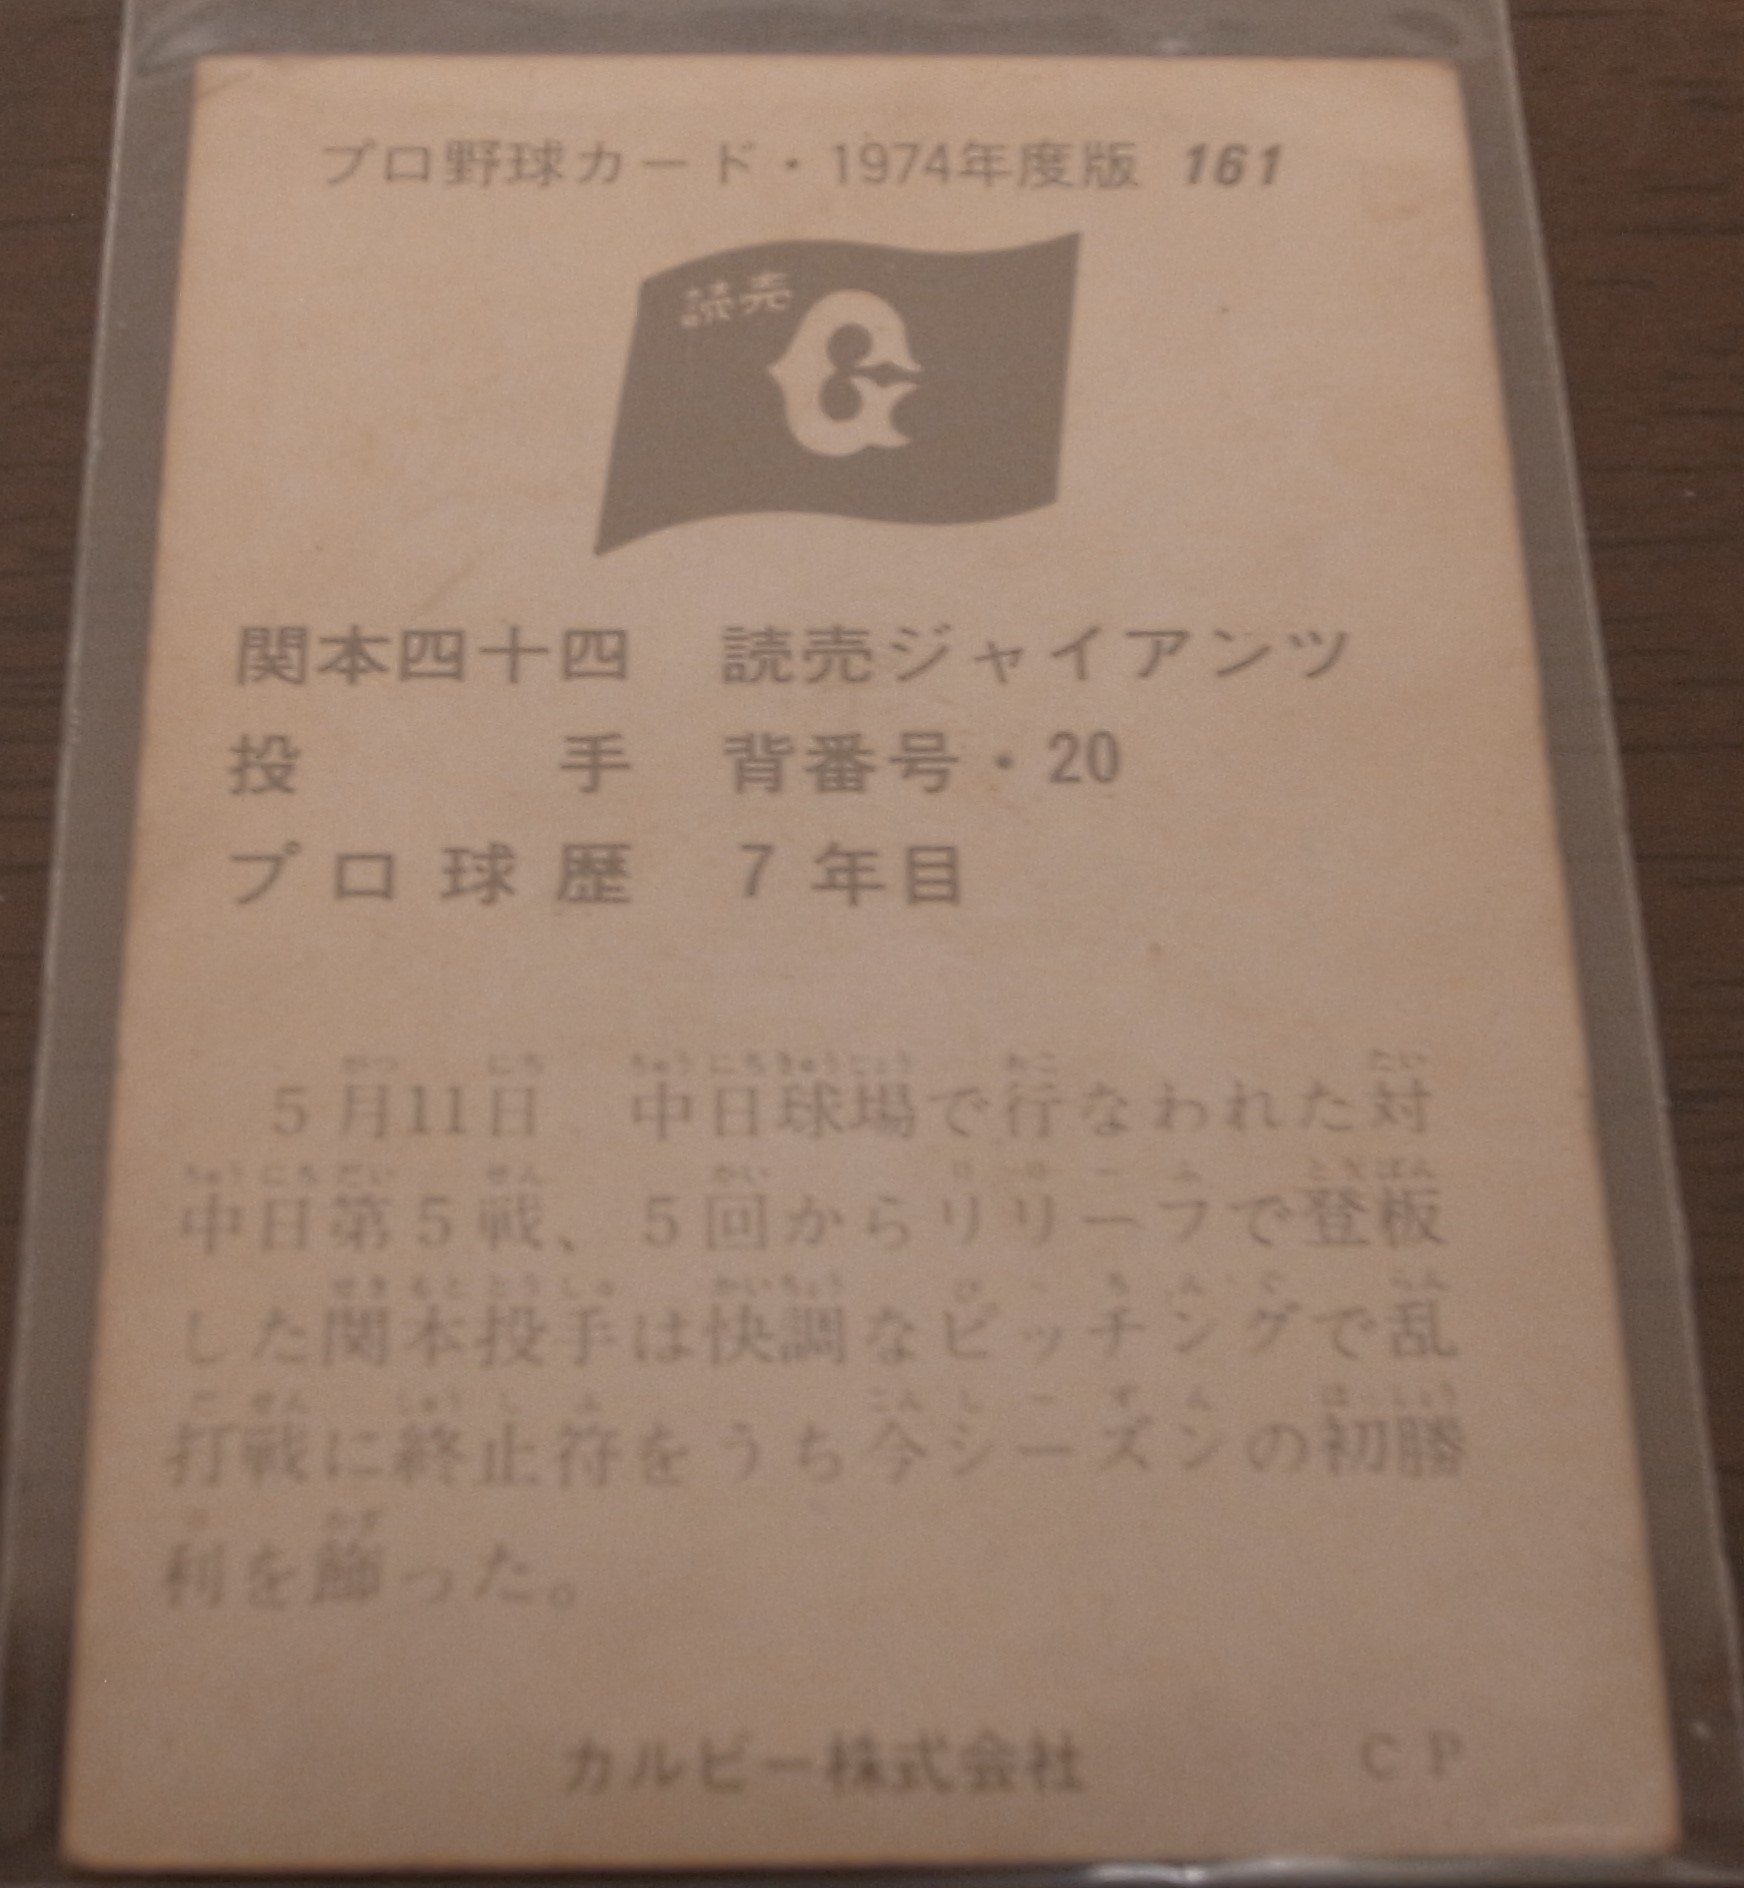 プロ野球カード・1974年度版 161
読売
G
関本四十四 読売ジャイアンツ
投手 背番号・20
プロ球歴 7年目
5月11日 中日球場で行なわれた対
中日第5戦、5回からリリーフで登板
した関本投手は快調なピッチングで乱
打戦に終止符をうち今シーズンの初勝
利を飾った。
カルビー株式会社 CP